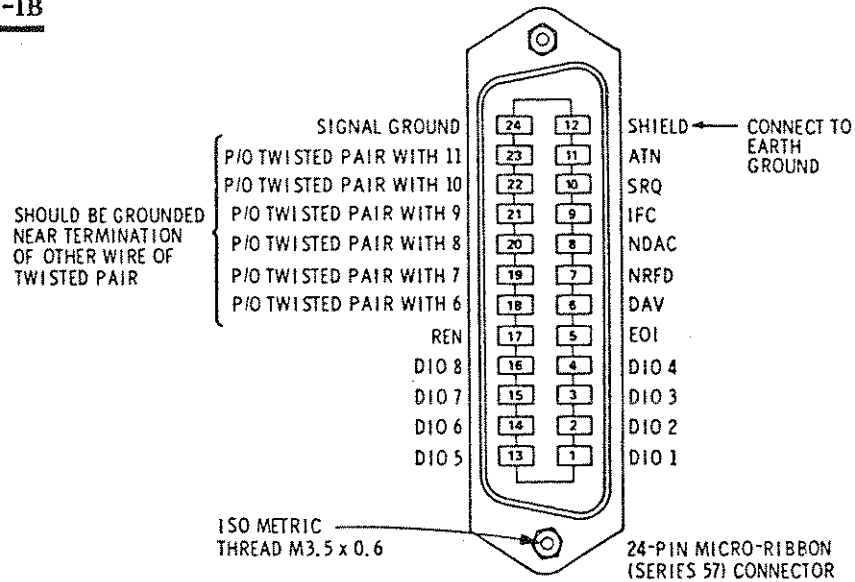 -IB
SIGNAL GROUND 24 12 SHIELD CONNECT TO
EARTH
GROUND
P/O TWISTED PAIR WITH 11 23 11 ATN
P/O TWISTED PAIR WITH 10 22 10 SRQ
P/O TWISTED PAIR WITH 9 21 9 IFC
P/O TWISTED PAIR WITH 8 20 8 NDAC
P/O TWISTED PAIR WITH 7 19 7 NRFD
P/O TWISTED PAIR WITH 6 18 6 DAV
SHOULD BE GROUNDED
NEAR TERMINATION
OF OTHER WIRE OF
TWISTED PAIR
REN 17 5 EOI
DIO 8 16 4 DIO 4
DIO 7 15 3 DIO 3
DIO 6 14 2 DIO 2
DIO 5 13 1 DIO 1
ISO METRIC
THREAD M3.5 x 0.6
24-PIN MICRO-RIBBON
(SERIES 57) CONNECTOR